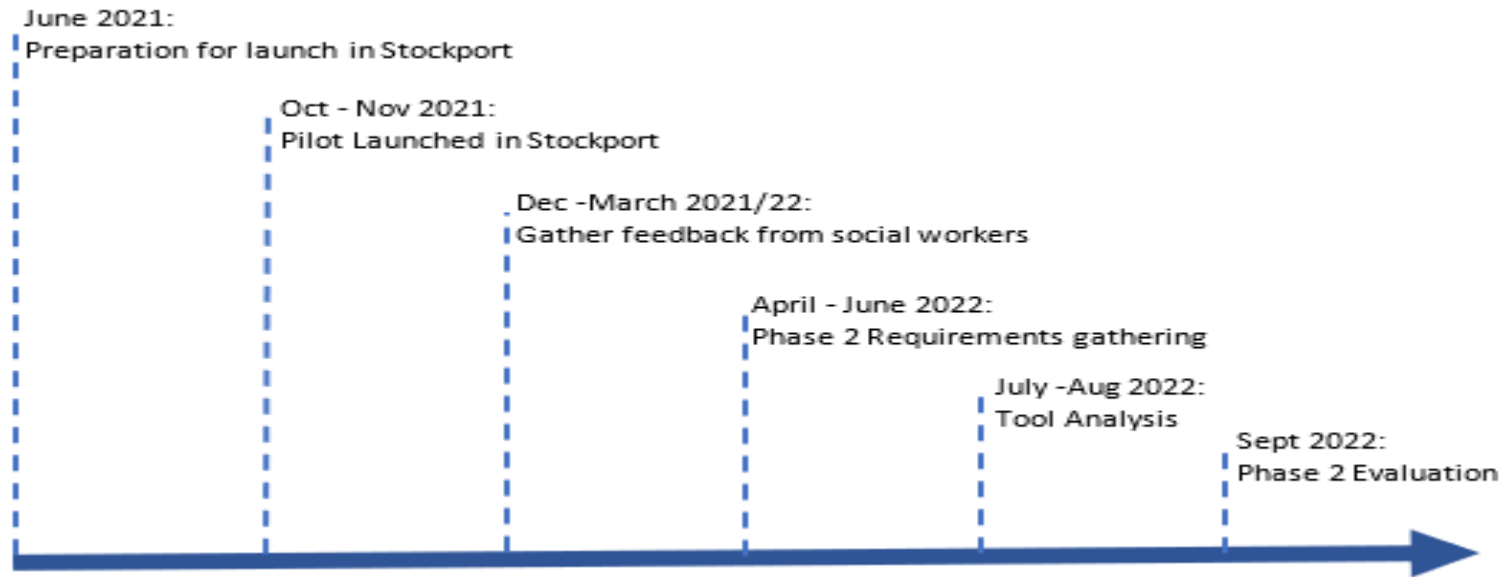 June 2021:
Preparation for launch in Stockport
Oct - Nov 2021:
Pilot Launched in Stockport
Dec -March 2021/22:
Gather feedback from social workers
April - June 2022:
Phase 2 Requirements gathering
July -Aug 2022:
Tool Analysis
Sept 2022:
Phase 2 Evaluation